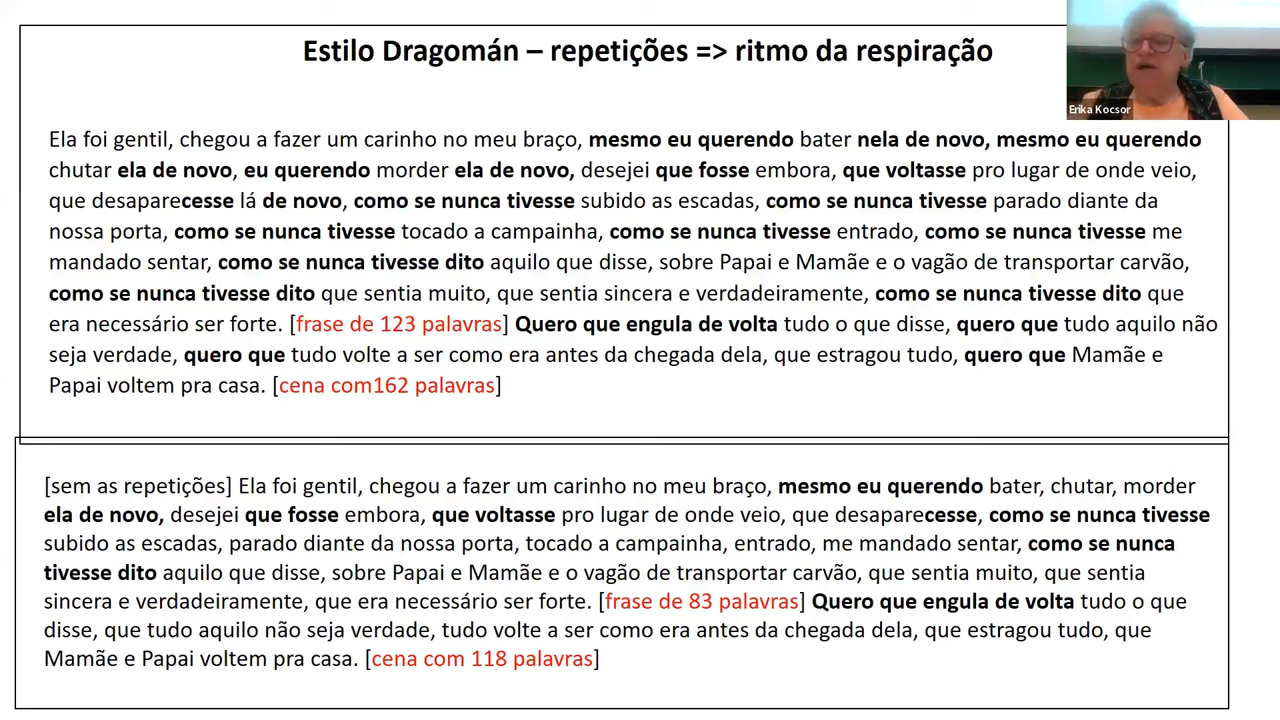 Estilo Dragomán – repetições => ritmo da respiração
Erika Kocsor
Ela foi gentil, chegou a fazer um carinho no meu braço, mesmo eu querendo bater nela de novo, mesmo eu querendo
chutar ela de novo, eu querendo morder ela de novo, desejei que fosse embora, que voltasse pro lugar de onde veio,
que desaparecesse lá de novo, como se nunca tivesse subido as escadas, como se nunca tivesse parado diante da
nossa porta, como se nunca tivesse tocado a campainha, como se nunca tivesse entrado, como se nunca tivesse me
mandado sentar, como se nunca tivesse dito aquilo que disse, sobre Papai e Mamãe e o vagão de transportar carvão,
como se nunca tivesse dito que sentia muito, que sentia sincera e verdadeiramente, como se nunca tivesse dito que
era necessário ser forte. [frase de 123 palavras] Quero que engula de volta tudo o que disse, quero que tudo aquilo não
seja verdade, quero que tudo volte a ser como era antes da chegada dela, que estragou tudo, quero que Mamãe e
Papai voltem pra casa. [cena com162 palavras]
[sem as repetições] Ela foi gentil, chegou a fazer um carinho no meu braço, mesmo eu querendo bater, chutar, morder
ela de novo, desejei que fosse embora, que voltasse pro lugar de onde veio, que desaparecesse, como se nunca tivesse
subido as escadas, parado diante da nossa porta, tocado a campainha, entrado, me mandado sentar, como se nunca
tivesse dito aquilo que disse, sobre Papai e Mamãe e o vagão de transportar carvão, que sentia muito, que sentia
sincera e verdadeiramente, que era necessário ser forte. [frase de 83 palavras] Quero que engula de volta tudo o que
disse, que tudo aquilo não seja verdade, tudo volte a ser como era antes da chegada dela, que estragou tudo, que
Mamãe e Papai voltem pra casa. [cena com 118 palavras]